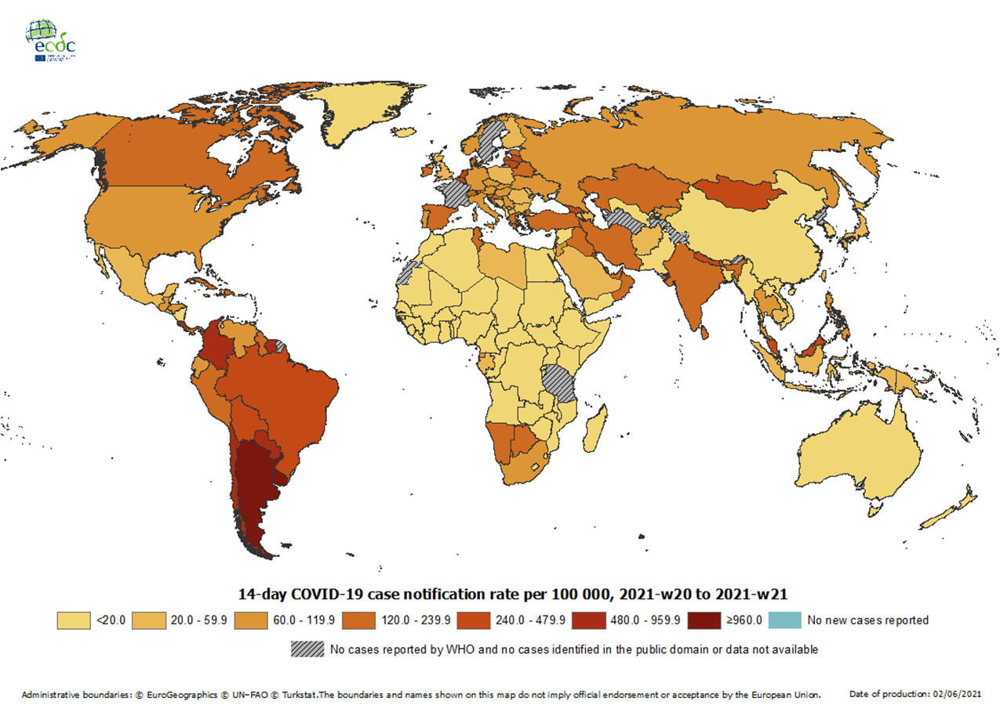 ecdc
14-day COVID-19 case notification rate per 100 000, 2021-w20 to 2021-w21
<20.0 20.0 - 59.9 60.0 - 119.9 120.0 - 239.9 240.0 - 479.9 480.0 - 959.9 ≥960.0 No new cases reported
No cases reported by WHO and no cases identified in the public domain or data not available
Administrative boundaries: © EuroGeographics © UN–FAO © Turkstat.The boundaries and names shown on this map do not imply official endorsement or acceptance by the European Union. Date of production: 02/06/2021